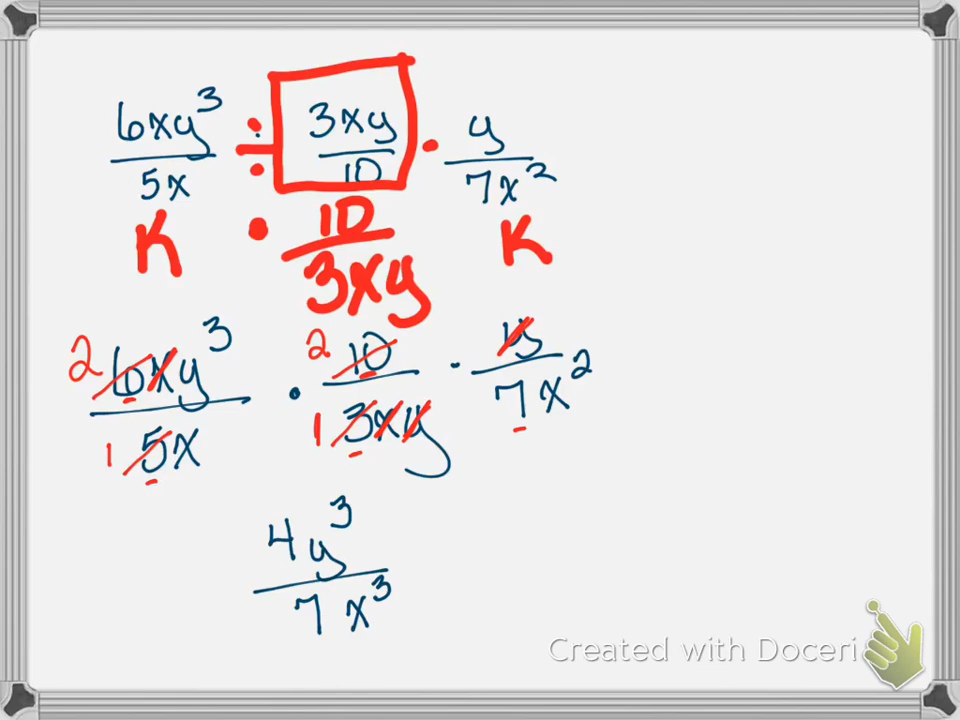 6xy³/5x ÷ 3xy/10 · y/7x²
K · 10/3xy K
2 6xy³/1 5x · 2 10/1 3xy · y/7x²
4y³/7x³
Created with Doceri